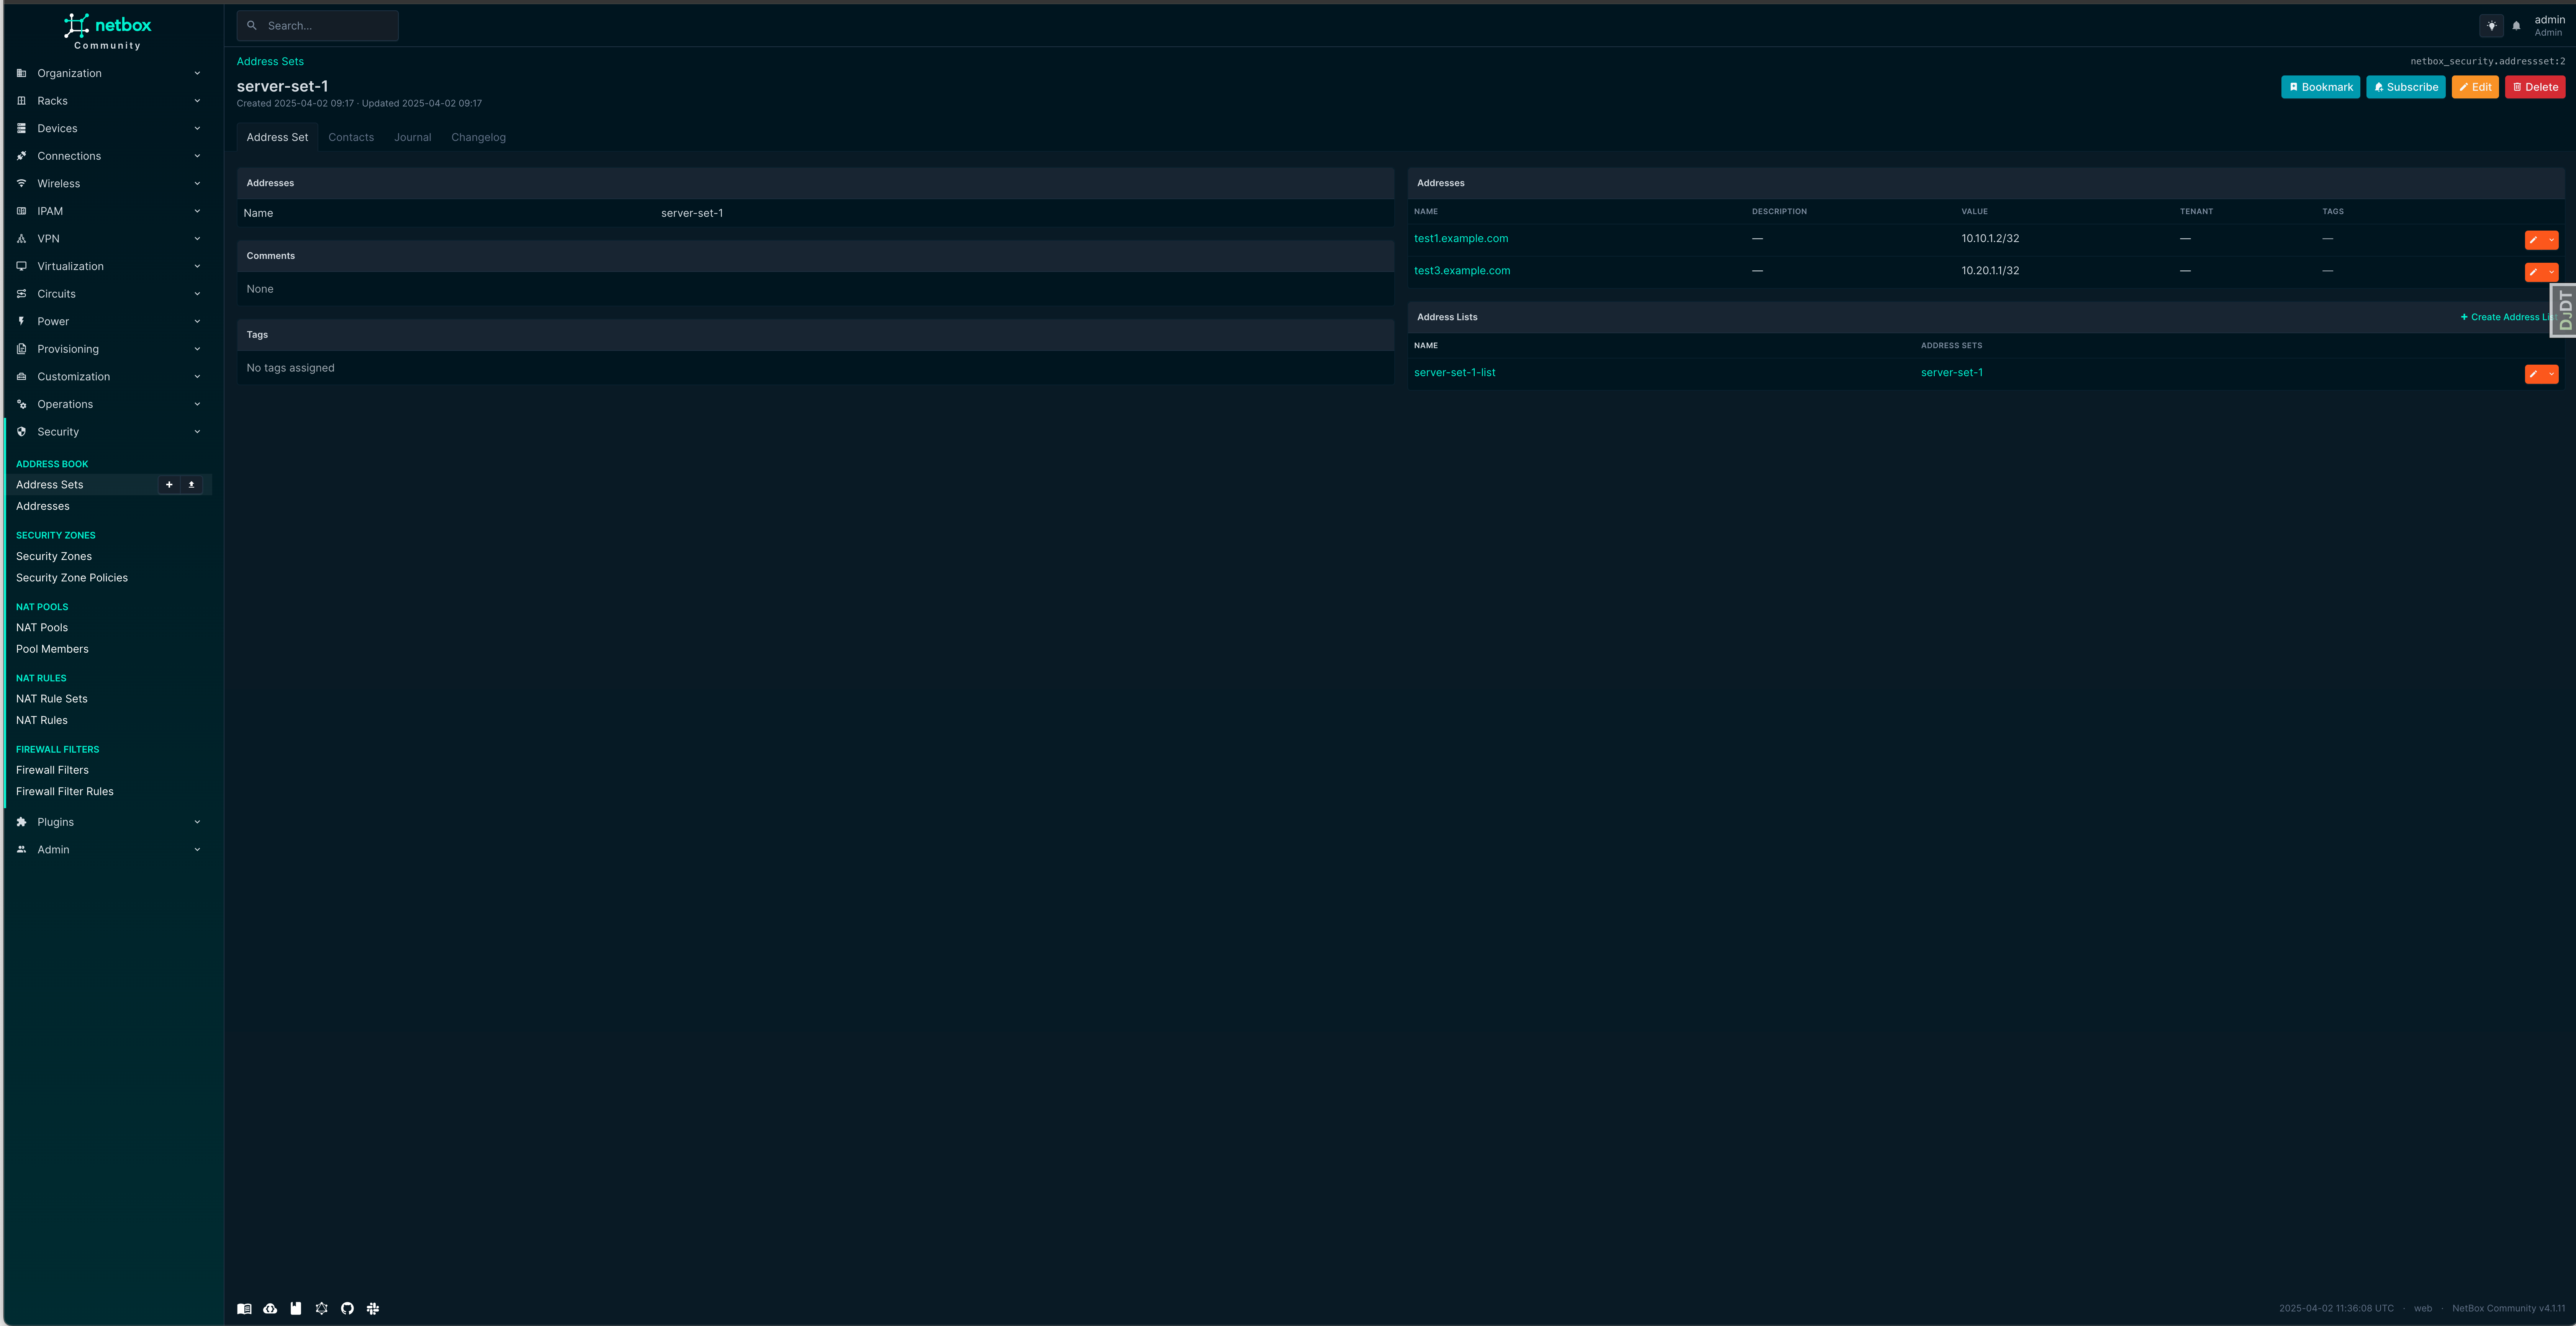 netbox
Community
Search...
admin
Admin
Organization
Racks
Devices
Connections
Wireless
IPAM
VPN
Virtualization
Circuits
Power
Provisioning
Customization
Operations
Security
ADDRESS BOOK
Address Sets
Addresses
SECURITY ZONES
Security Zones
Security Zone Policies
NAT POOLS
NAT Pools
Pool Members
NAT RULES
NAT Rule Sets
NAT Rules
FIREWALL FILTERS
Firewall Filters
Firewall Filter Rules
Plugins
Admin
Address Sets
netbox_security.addressset:2
server-set-1
Created 2025-04-02 09:17 · Updated 2025-04-02 09:17
Bookmark Subscribe Edit Delete
Address Set Contacts Journal Changelog
Addresses
Name server-set-1
Comments
None
Tags
No tags assigned
Addresses
NAME DESCRIPTION VALUE TENANT TAGS
test1.example.com — 10.10.1.2/32 — —
test3.example.com — 10.20.1.1/32 — —
Address Lists + Create Address Li
DJDT
NAME ADDRESS SETS
server-set-1-list server-set-1
2025-04-02 11:36:08 UTC · web · NetBox Community v4.1.11